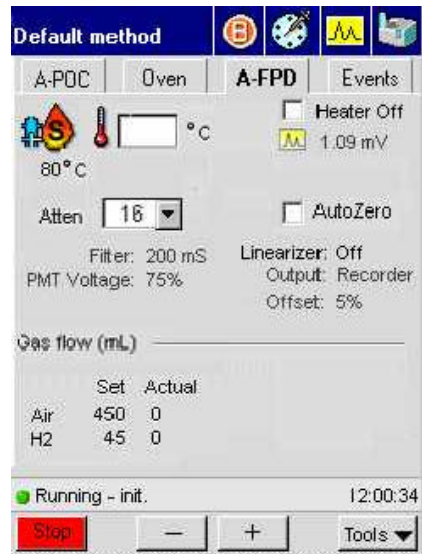 Default method
A-POC Oven A-FPD Events
Heater Off
°C
1.09 mV
80°C
Atten 16
AutoZero
Filter: 200 mS
Linearizer: Off
PMT Voltage: 75%
Output: Recorder
Offset: 5%
Gas flow (mL)
Set Actual
Air 450 0
H2 45 0
Running - init. 12:00:34
Stop - + Tools